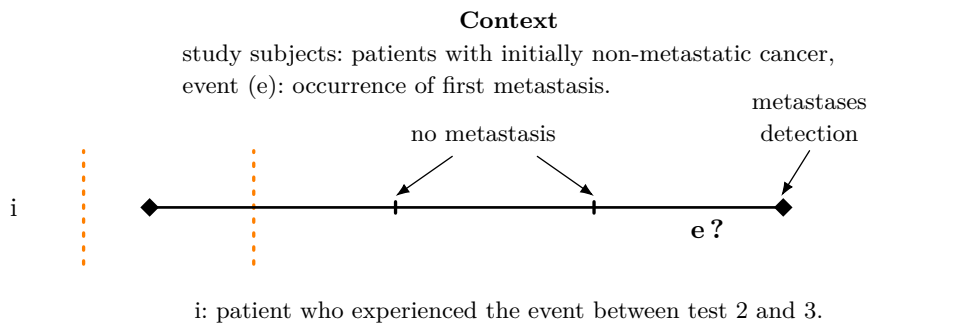 Context
study subjects: patients with initially non-metastatic cancer,
event (e): occurrence of first metastasis.
metastases
detection
no metastasis
i
e ?
i: patient who experienced the event between test 2 and 3.